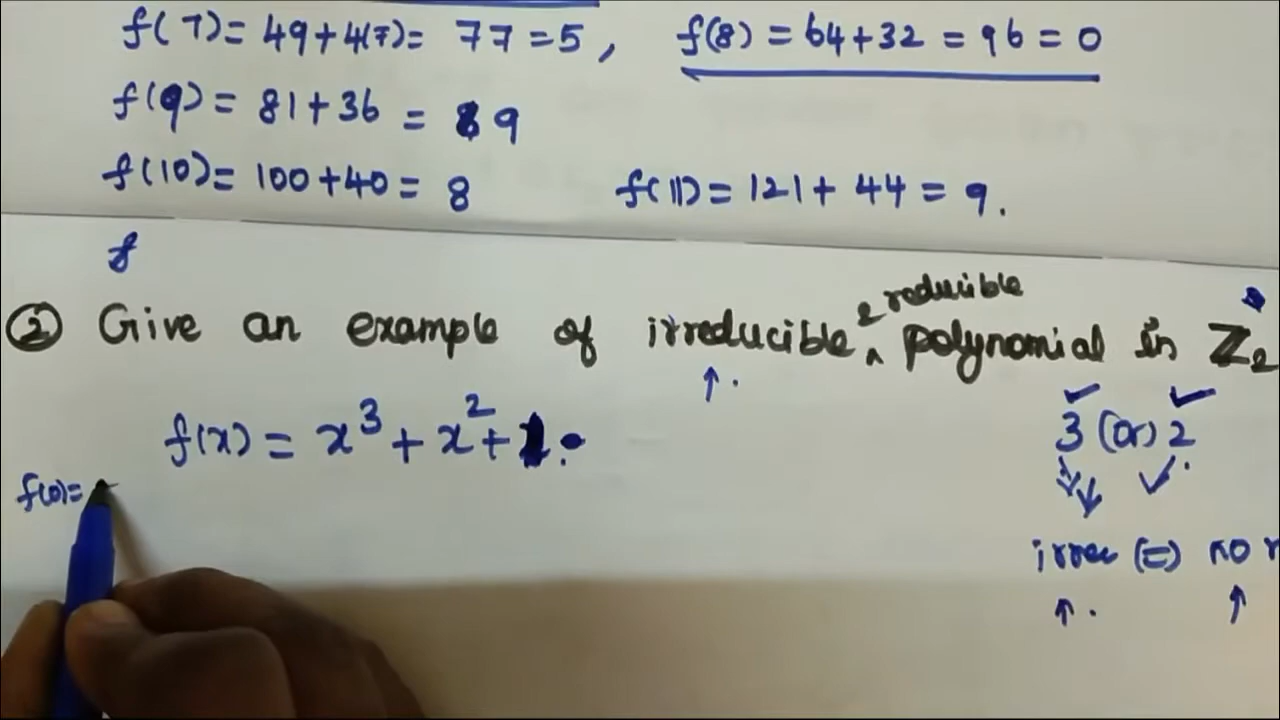 f(7) = 49+4(7) = 77 = 5, f(8) = 64+32 = 96 = 0
f(9) = 81+36 = 9
f(10) = 100+40 = 8 f(11) = 121 + 44 = 9.
f
② Give an example of irreducible & reducible polynomial in Z₂
↑.
f(x) = x³ + x² + 1.
3 (or) 2
f(0) =
irrec (=) no r
↑. ↑